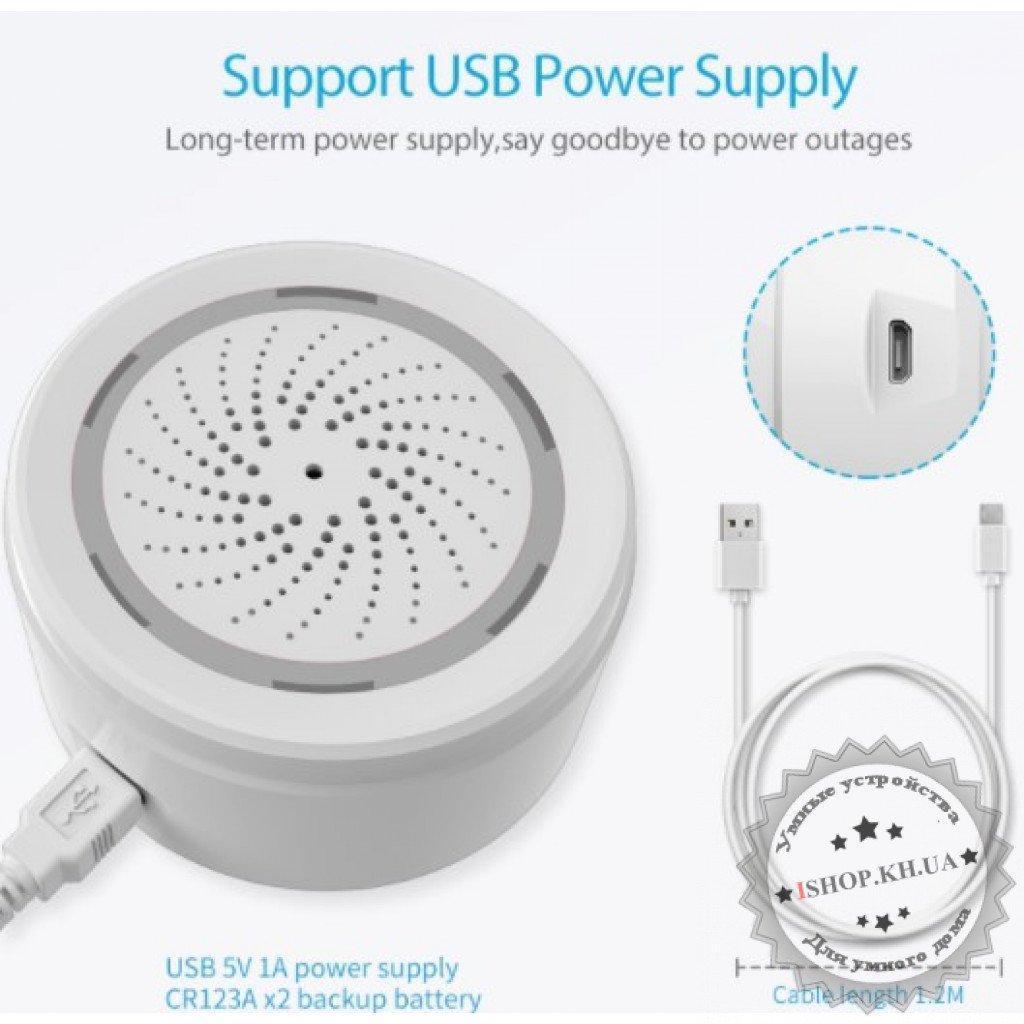 Support USB Power Supply
Long-term power supply,say goodbye to power outages
Умные устройства
ISHOP.KH.UA
Для умного дома
USB 5V 1A power supply
CR123A x2 backup battery
Cable length 1.2M